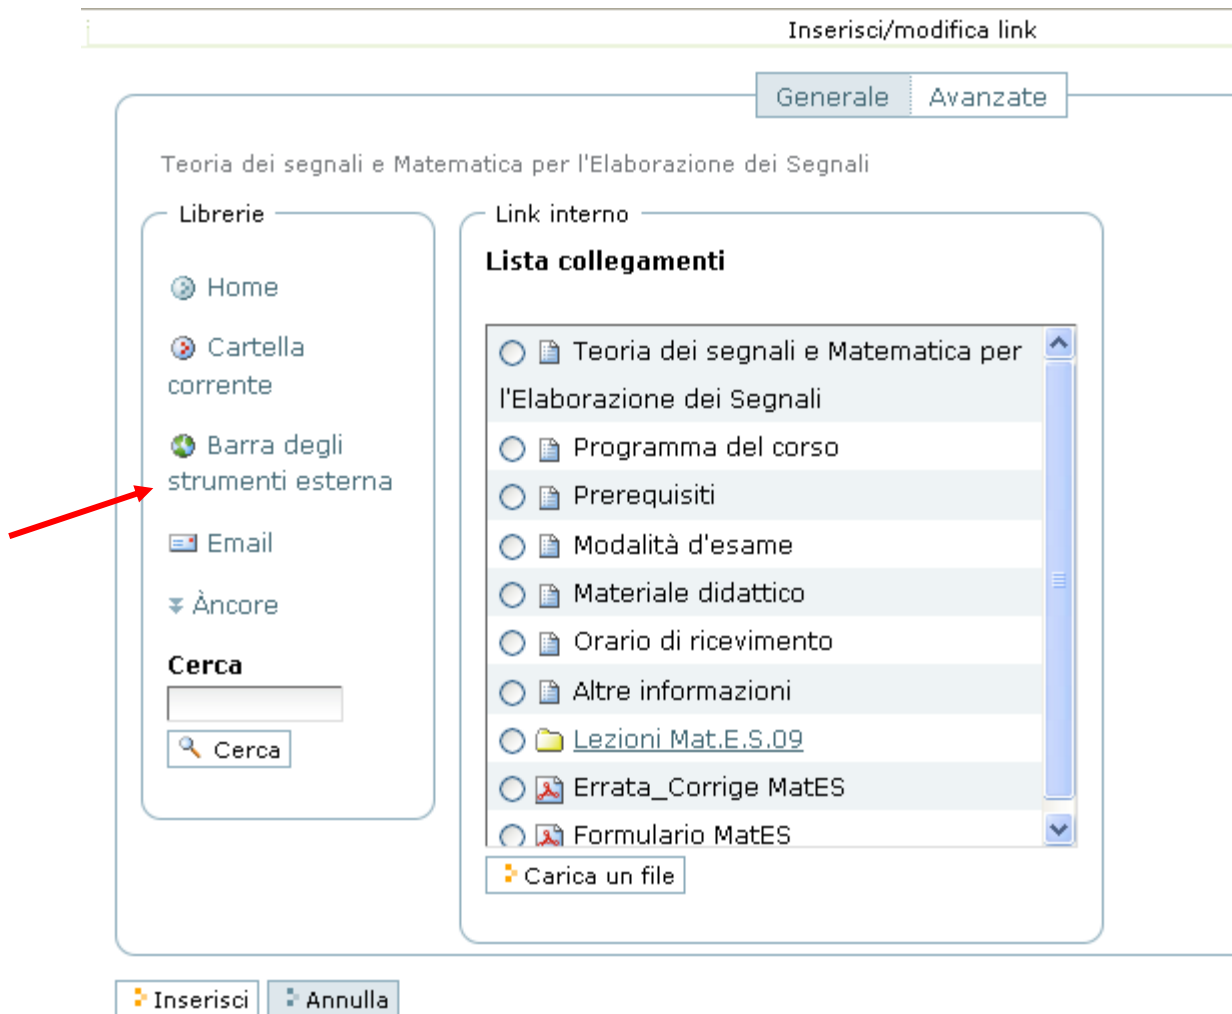 Inserisci/modifica link
Generale
Avanzate
Teoria dei segnali e Matematica per l'Elaborazione dei Segnali
Librerie
Home
Cartella
corrente
Barra degli
strumenti esterna
Email
Àncore
Cerca
Cerca
Link interno
Lista collegamenti
Teoria dei segnali e Matematica per
l'Elaborazione dei Segnali
Programma del corso
Prerequisiti
Modalità d'esame
Materiale didattico
Orario di ricevimento
Altre informazioni
Lezioni Mat.E.S.09
Errata_Corrige MatES
Formulario MatES
Carica un file
Inserisci
Annulla